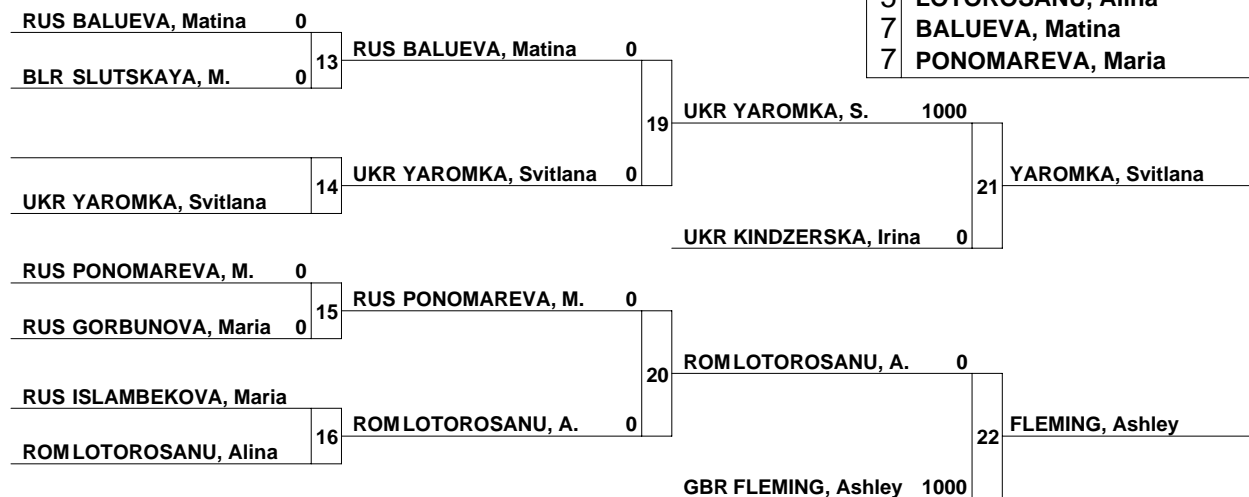 5 LOTOROSANU, Alina
7 BALUEVA, Matina
7 PONOMAREVA, Maria
RUS BALUEVA, Matina 0
BLR SLUTSKAYA, M. 0
13
RUS BALUEVA, Matina 0
UKR YAROMKA, Svitlana
14
UKR YAROMKA, Svitlana 0
19
UKR YAROMKA, S. 1000
UKR KINDZERSKA, Irina 0
21
YAROMKA, Svitlana
RUS PONOMAREVA, M. 0
RUS GORBUNOVA, Maria 0
15
RUS PONOMAREVA, M. 0
RUS ISLAMBEKOVA, Maria
ROM LOTOROSANU, Alina
16
ROM LOTOROSANU, A. 0
20
ROM LOTOROSANU, A. 0
GBR FLEMING, Ashley 1000
22
FLEMING, Ashley